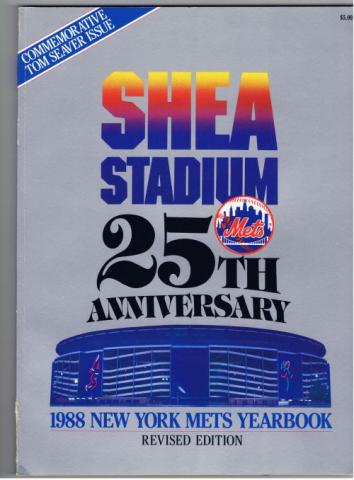 COMMEMORATIVE
TOM SEAVER ISSUE
$5.00
SHEA
STADIUM
Mets
25TH
ANNIVERSARY
1988 NEW YORK METS YEARBOOK
REVISED EDITION